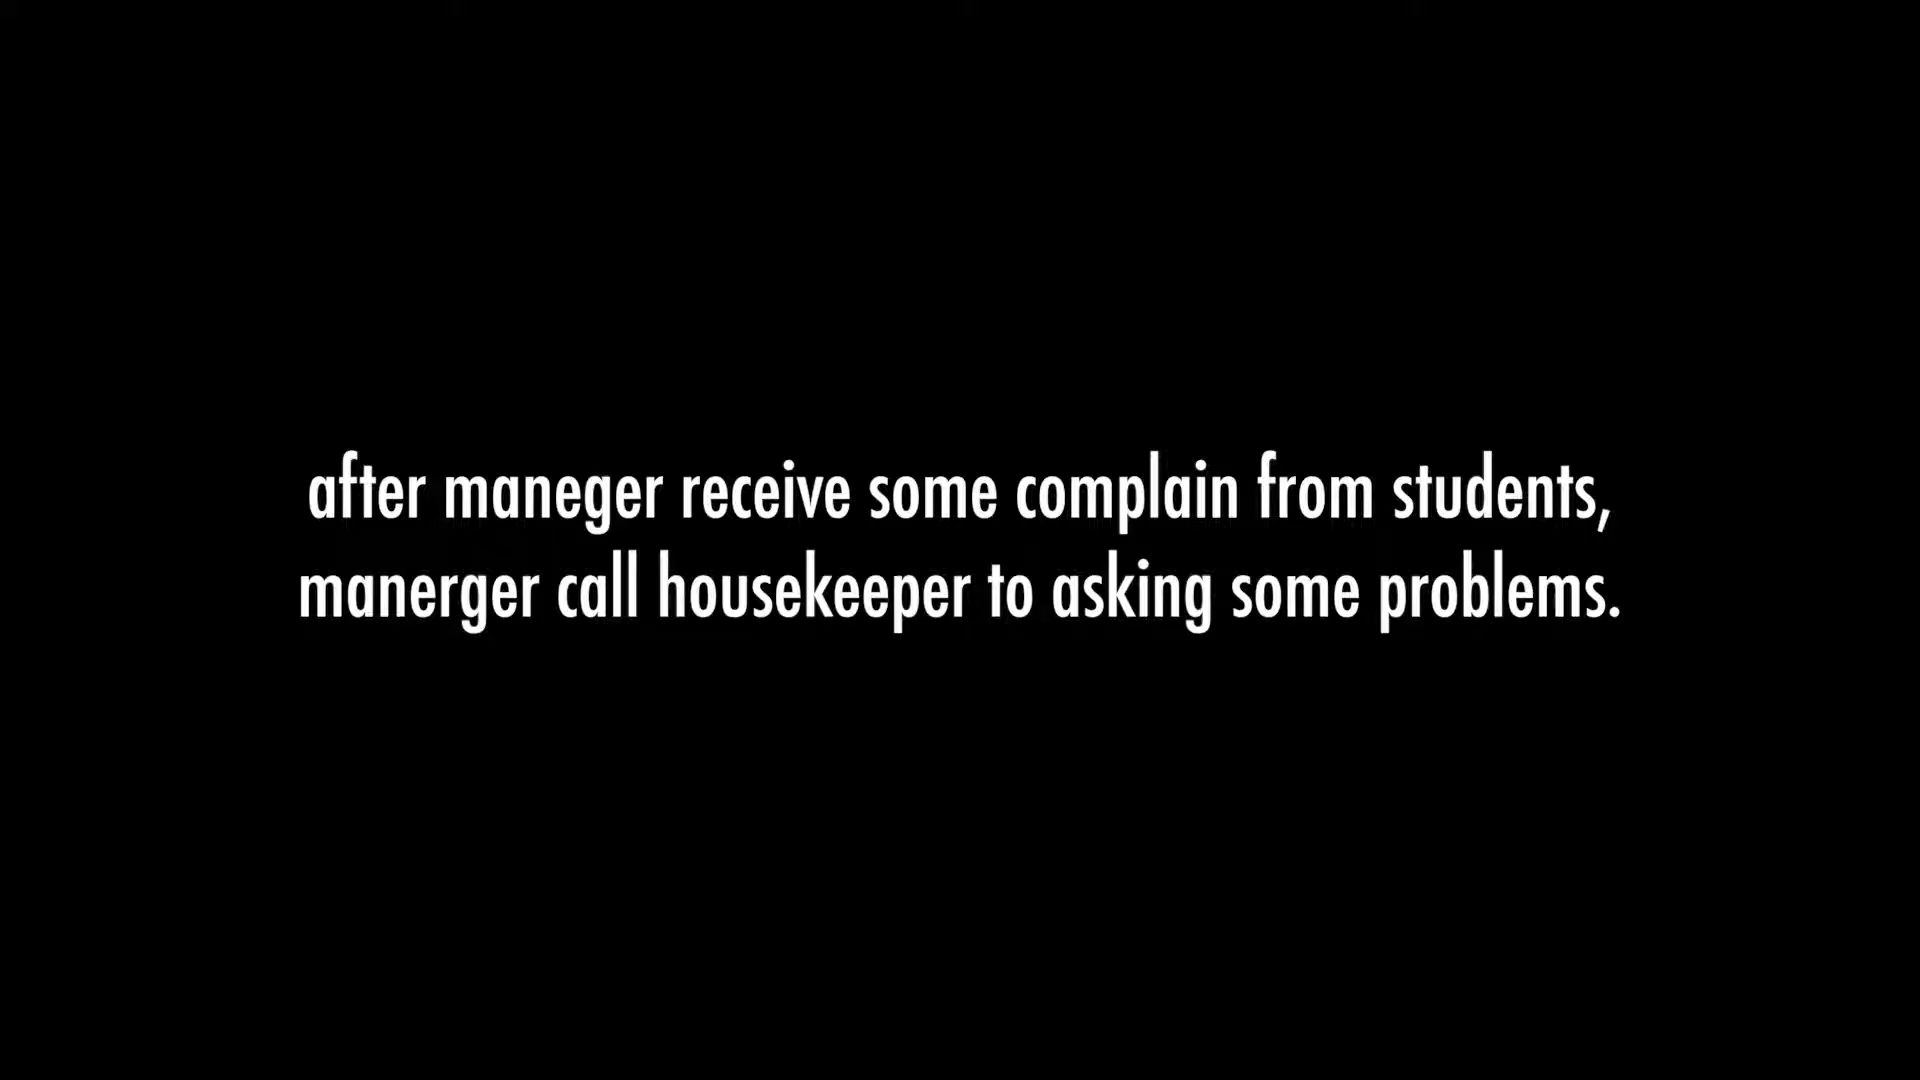 after maneger receive some complain from students,
manerger call housekeeper to asking some problems.